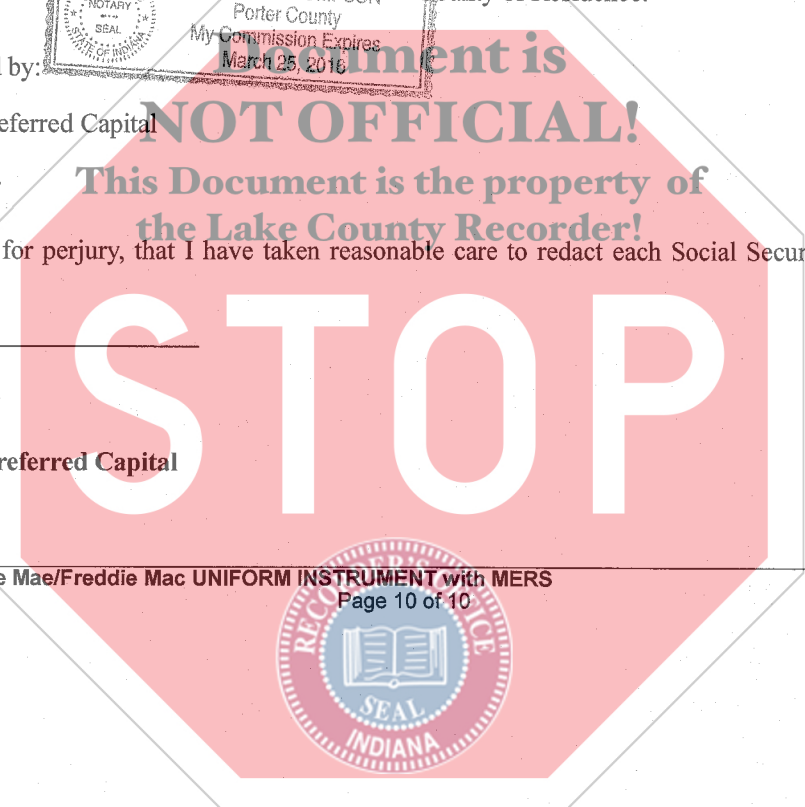 NOTARY
SEAL
STATE OF INDIANA
Porter County
My Commission Expires
March 25, 2016
by:
Document is
eferred Capital
NOT OFFICIAL!
This Document is the property of
the Lake County Recorder!
for perjury, that I have taken reasonable care to redact each Social Secur
STOP
referred Capital
e Mae/Freddie Mac UNIFORM INSTRUMENT with MERS
Page 10 of 10
RECORDER'S OFFICE
SEAL
INDIANA